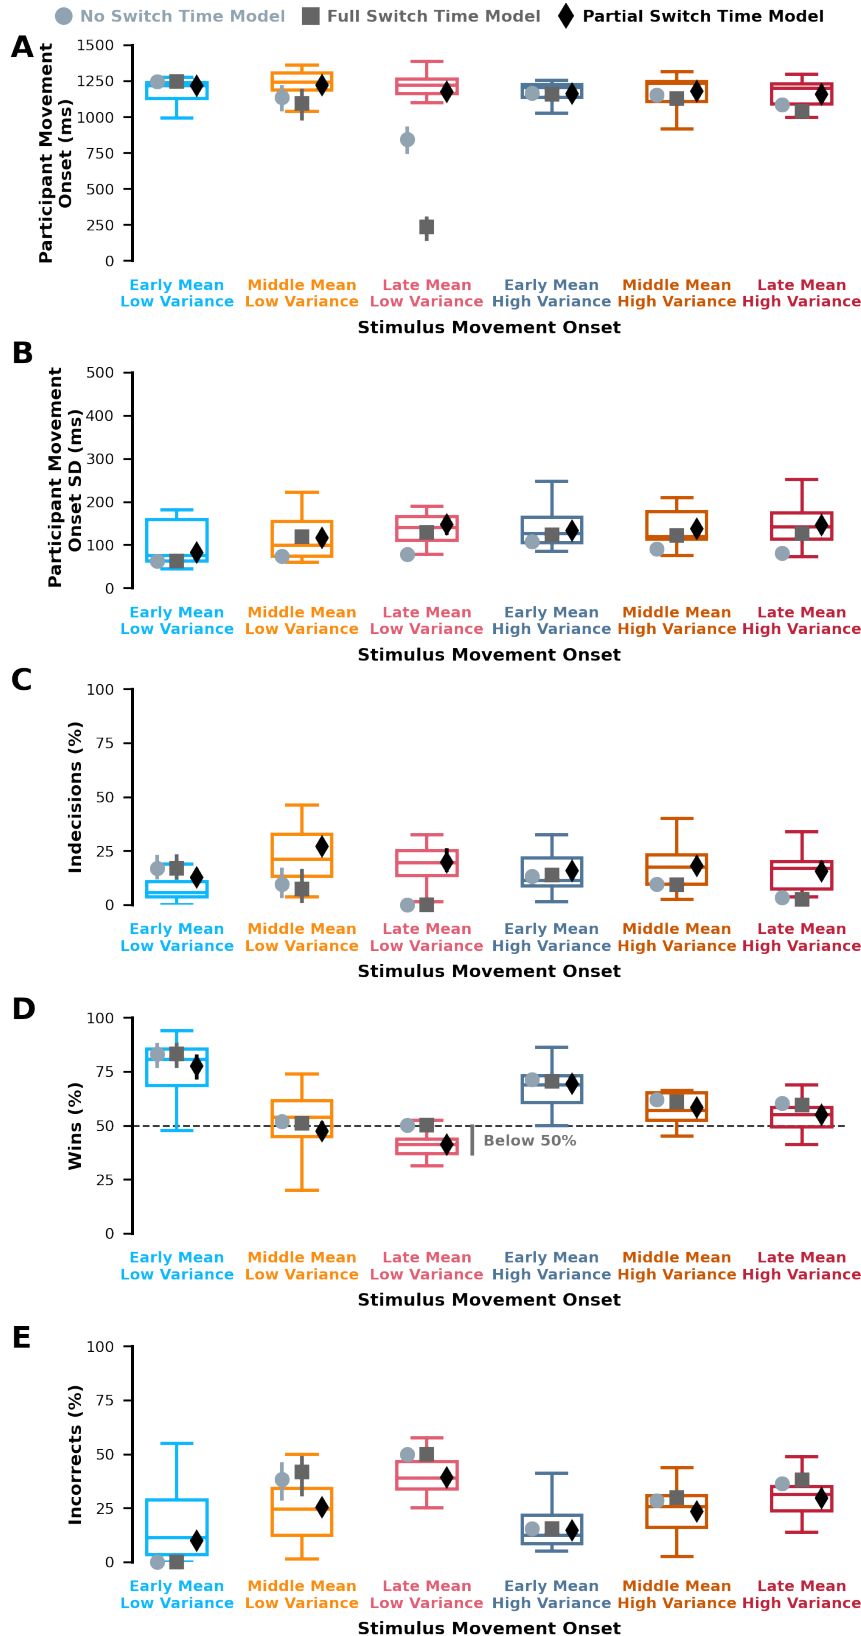 No Switch Time Model Full Switch Time Model Partial Switch Time Model
A
Participant Movement
Onset (ms)
1500
1250
1000
750
500
250
0
Early Mean
Low Variance
Middle Mean
Low Variance
Late Mean
Low Variance
Early Mean
High Variance
Middle Mean
High Variance
Late Mean
High Variance
Stimulus Movement Onset
B
Participant Movement
Onset SD (ms)
500
400
300
200
100
0
Early Mean
Low Variance
Middle Mean
Low Variance
Late Mean
Low Variance
Early Mean
High Variance
Middle Mean
High Variance
Late Mean
High Variance
Stimulus Movement Onset
C
Indecisions (%)
100
75
50
25
0
Early Mean
Low Variance
Middle Mean
Low Variance
Late Mean
Low Variance
Early Mean
High Variance
Middle Mean
High Variance
Late Mean
High Variance
Stimulus Movement Onset
D
Wins (%)
100
75
50
25
0
Below 50%
Early Mean
Low Variance
Middle Mean
Low Variance
Late Mean
Low Variance
Early Mean
High Variance
Middle Mean
High Variance
Late Mean
High Variance
Stimulus Movement Onset
E
Incorrects (%)
100
75
50
25
0
Early Mean
Low Variance
Middle Mean
Low Variance
Late Mean
Low Variance
Early Mean
High Variance
Middle Mean
High Variance
Late Mean
High Variance
Stimulus Movement Onset